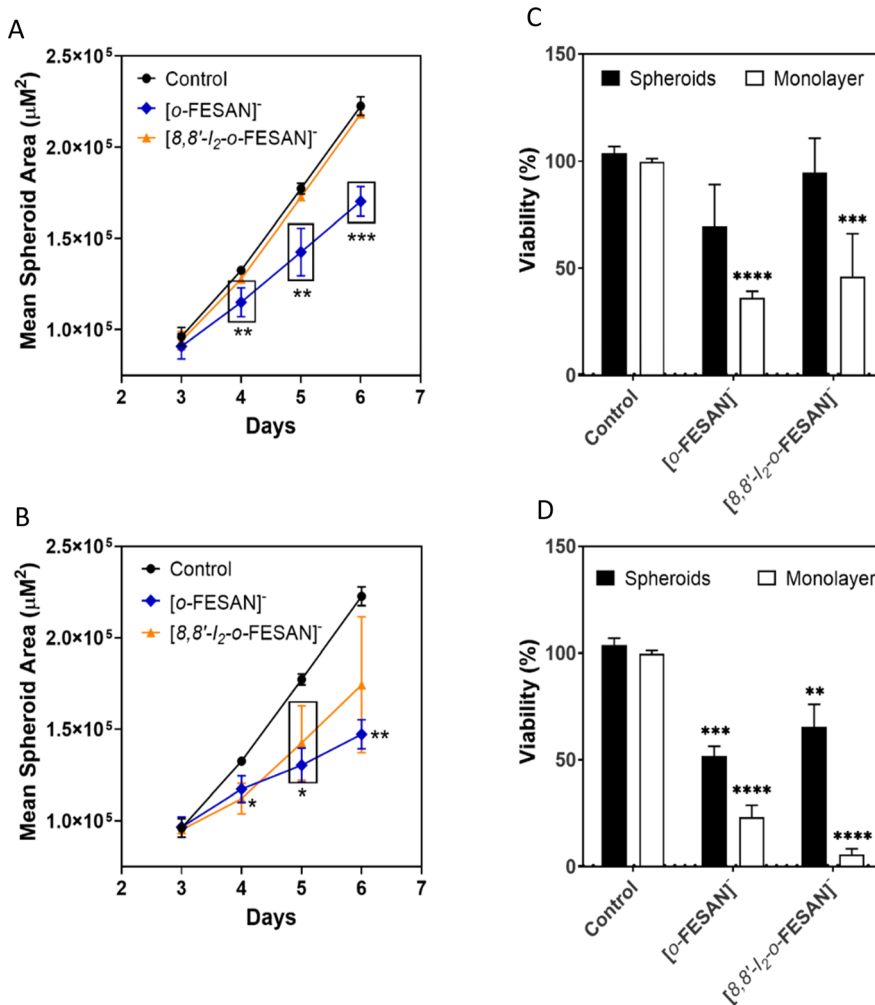 A
Mean Spheroid Area (μM²)
2.5×10⁵
2.0×10⁵
1.5×10⁵
1.0×10⁵
Control
[o-FESAN]⁻
[8,8'-I₂-o-FESAN]⁻
**
**
***
2 3 4 5 6 7
Days
C
Viability (%)
150
100
50
0
Spheroids Monolayer
****
***
Control
[o-FESAN]⁻
[8,8'-I₂-o-FESAN]⁻
B
Mean Spheroid Area (μM²)
2.5×10⁵
2.0×10⁵
1.5×10⁵
1.0×10⁵
Control
[o-FESAN]⁻
[8,8'-I₂-o-FESAN]⁻
*
*
**
2 3 4 5 6 7
Days
D
Viability (%)
150
100
50
0
Spheroids Monolayer
***
****
**
****
Control
[o-FESAN]⁻
[8,8'-I₂-o-FESAN]⁻